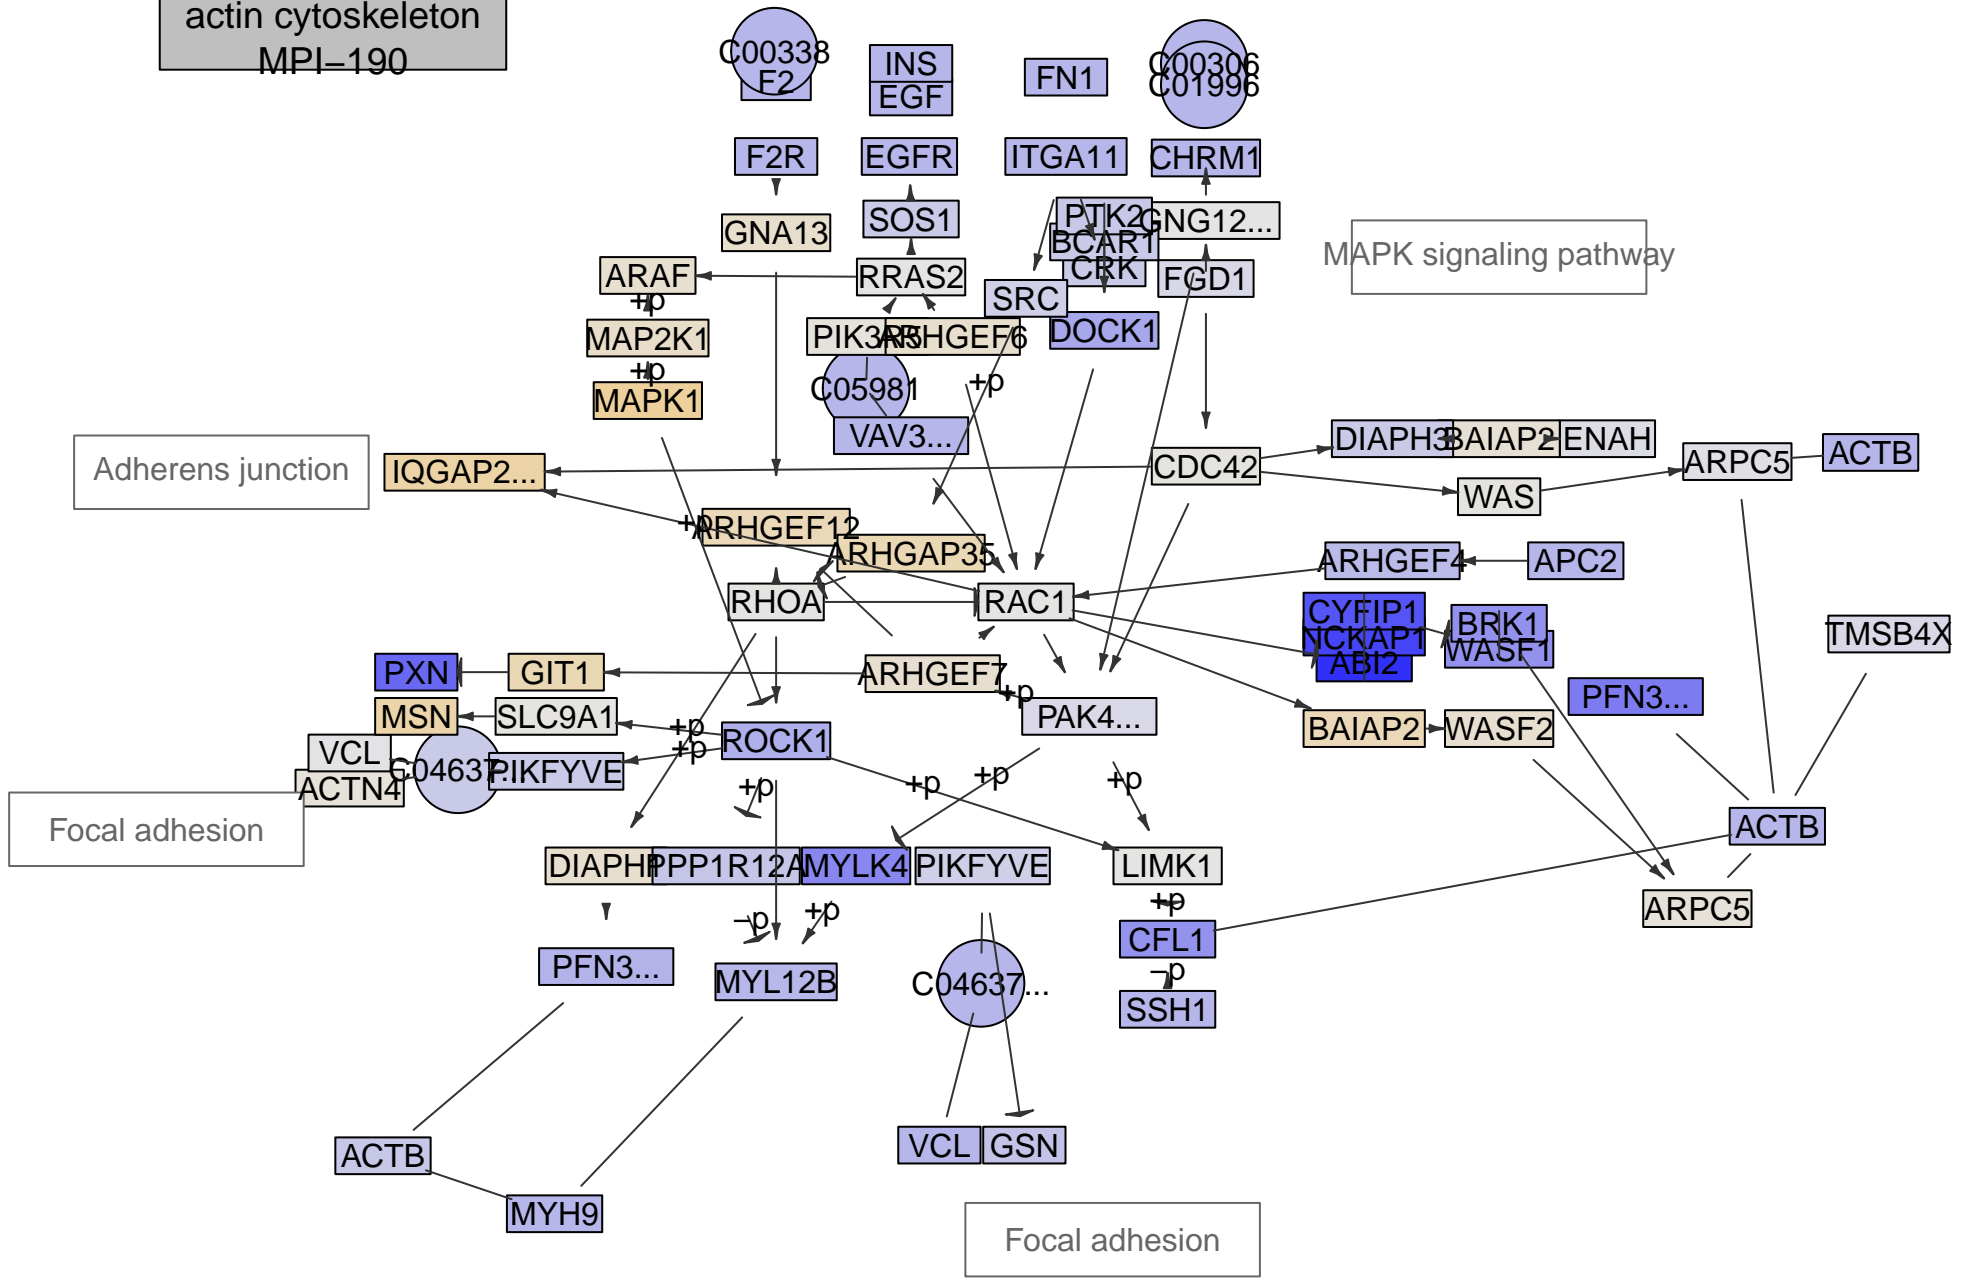 actin cytoskeleton
MPI−190
C00338
F2
INS
EGF
FN1
C00306
C01996
F2R
EGFR
ITGA11
CHRM1
GNA13
SOS1
PTK2
GNG12...
BCAR1
CRK
FGD1
MAPK signaling pathway
ARAF
RRAS2
SRC
+p
MAP2K1
PIK3R5
ARHGEF6
DOCK1
+p
MAPK1
C05981
+p
VAV3...
DIAPH3
BAIAP2
ENAH
ARPC5
ACTB
Adherens junction
IQGAP2...
CDC42
WAS
+p
ARHGEF12
ARHGAP35
ARHGEF4
APC2
RHOA
RAC1
CYFIP1
NCKAP1
ABI2
BRK1
WASF1
TMSB4X
PXN
GIT1
ARHGEF7
+p
PFN3...
MSN
SLC9A1
+p
ROCK1
PAK4...
BAIAP2
WASF2
VCL
+p
ACTN4
C04637...
PIKFYVE
+p
+p
+p
+p
Focal adhesion
ACTB
PPP1R12A
MYLK4
PIKFYVE
LIMK1
−p
+p
+p
ARPC5
CFL1
PFN3...
MYL12B
C04637...
−p
SSH1
ACTB
VCL
GSN
MYH9
Focal adhesion